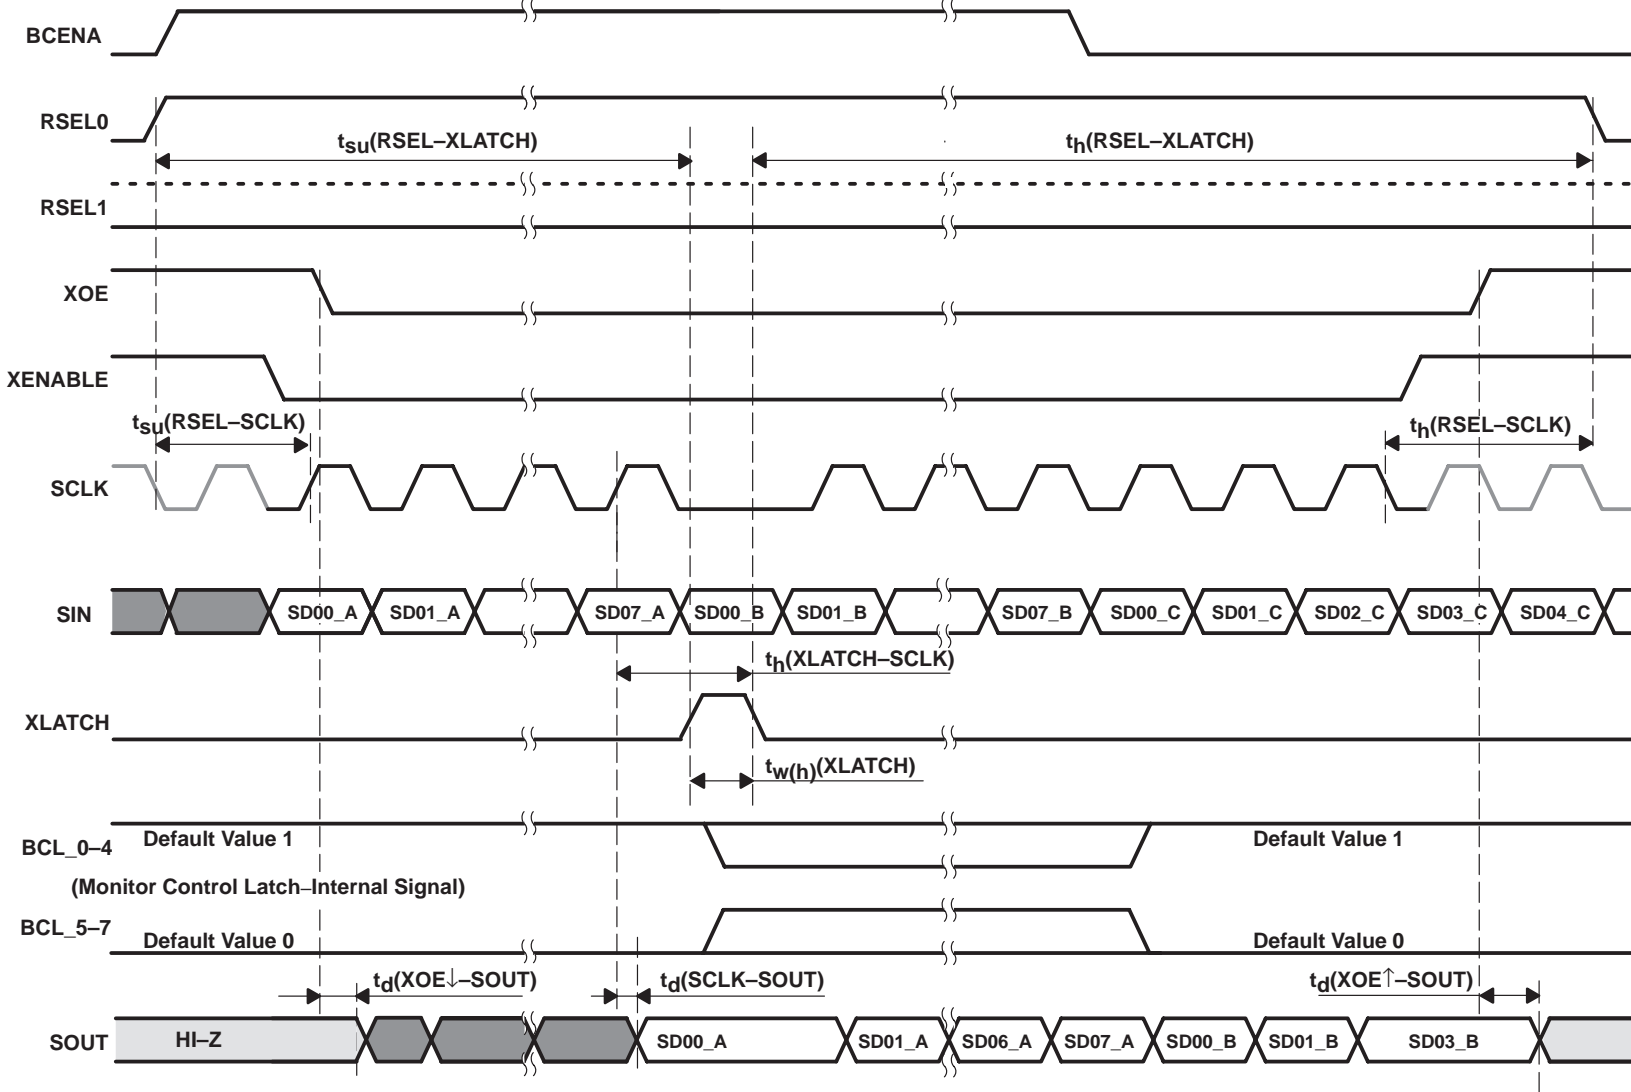 BCENA
RSEL0
tsu(RSEL–XLATCH)
th(RSEL–XLATCH)
RSEL1
XOE
XENABLE
tsu(RSEL–SCLK)
th(RSEL–SCLK)
SCLK
SIN
SD00_A
SD01_A
SD07_A
SD00_B
SD01_B
SD07_B
SD00_C
SD01_C
SD02_C
SD03_C
SD04_C
th(XLATCH–SCLK)
XLATCH
tw(h)(XLATCH)
BCL_0–4
Default Value 1
Default Value 1
(Monitor Control Latch–Internal Signal)
BCL_5–7
Default Value 0
Default Value 0
td(XOE↓–SOUT)
td(SCLK–SOUT)
td(XOE↑–SOUT)
SOUT
HI–Z
SD00_A
SD01_A
SD06_A
SD07_A
SD00_B
SD01_B
SD03_B